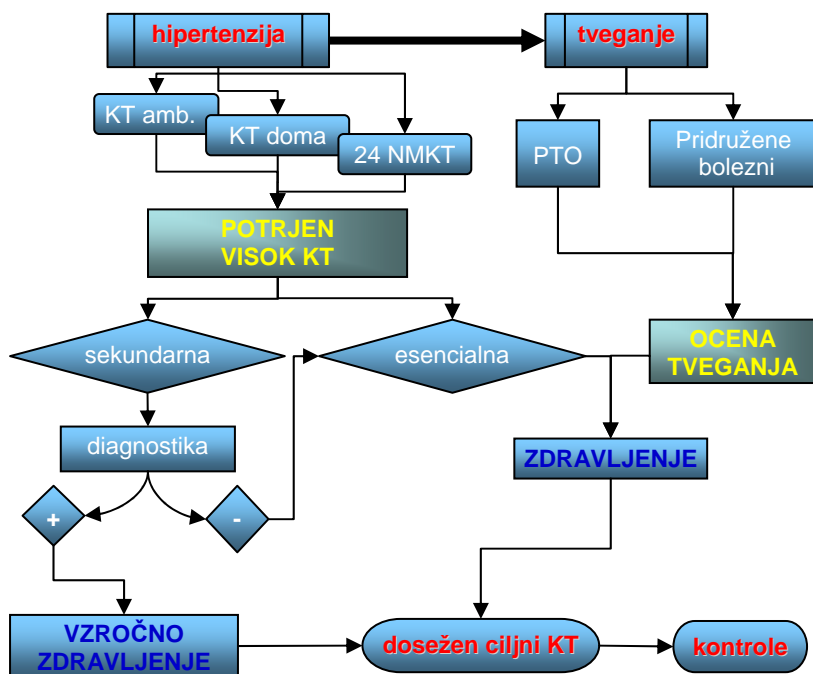 hipertenzija
tveganje
KT amb.
KT doma
24 NMKT
PTO
Pridružene
bolezni
POTRJEN
VISOK KT
sekundarna
esencialna
OCENA
TVEGANJA
diagnostika
ZDRAVLJENJE
+
-
VZROČNO
ZDRAVLJENJE
dosežen ciljni KT
kontrole